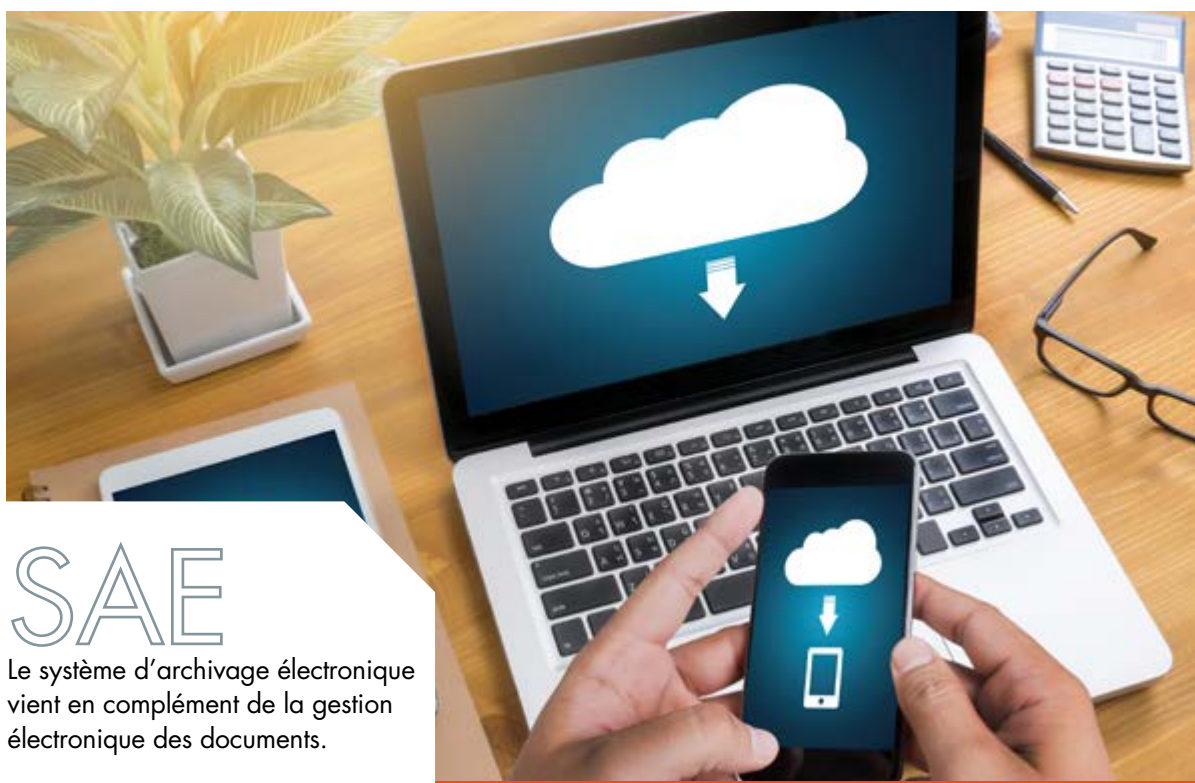 SAE
Le système d’archivage électronique
vient en complément de la gestion
électronique des documents.